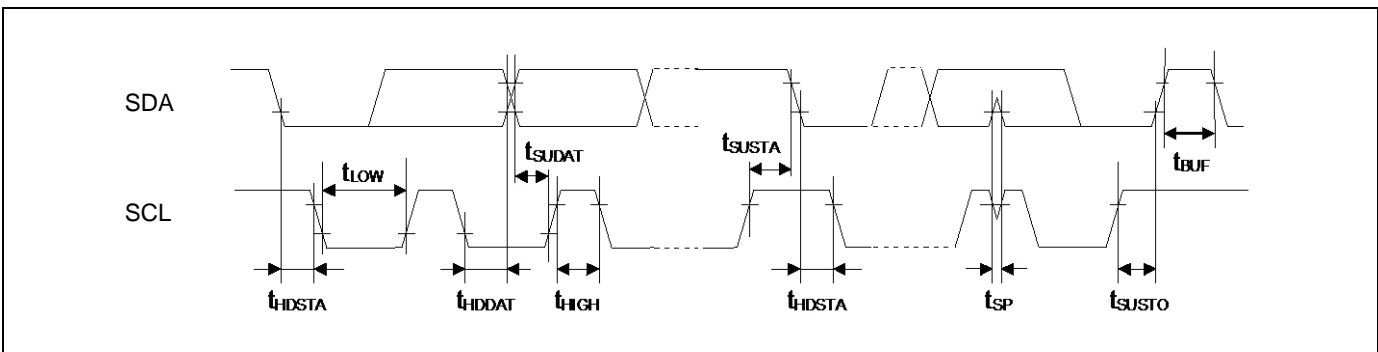 SDA
tSUDAT
tSUSTA
tLOW
tBUF
SCL
tHDSTA
tHDDAT
tHIGH
tHDSTA
tSP
tSUSTO